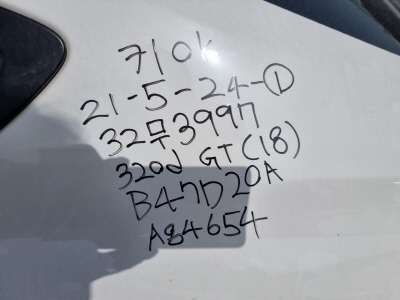 710k
21-5-24-①
32무3997
320d GT(18)
B47D20A
A84654